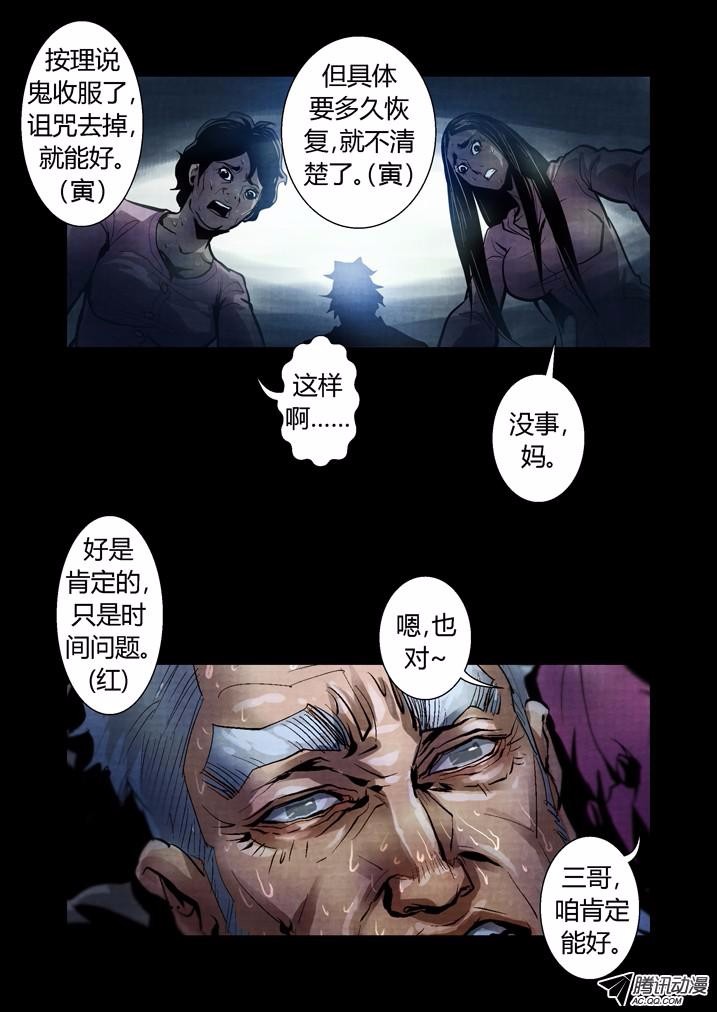 按理说
鬼收服了，
诅咒去掉，
就能好。
（寅）
但具体
要多久恢
复，就不清
楚了。（寅）
这样
啊……
没事，
妈。
好是
肯定的，
只是时
间问题。
(红)
嗯，也
对~
三哥，
咱肯定
能好。
腾讯动漫
AC.QQ.COM